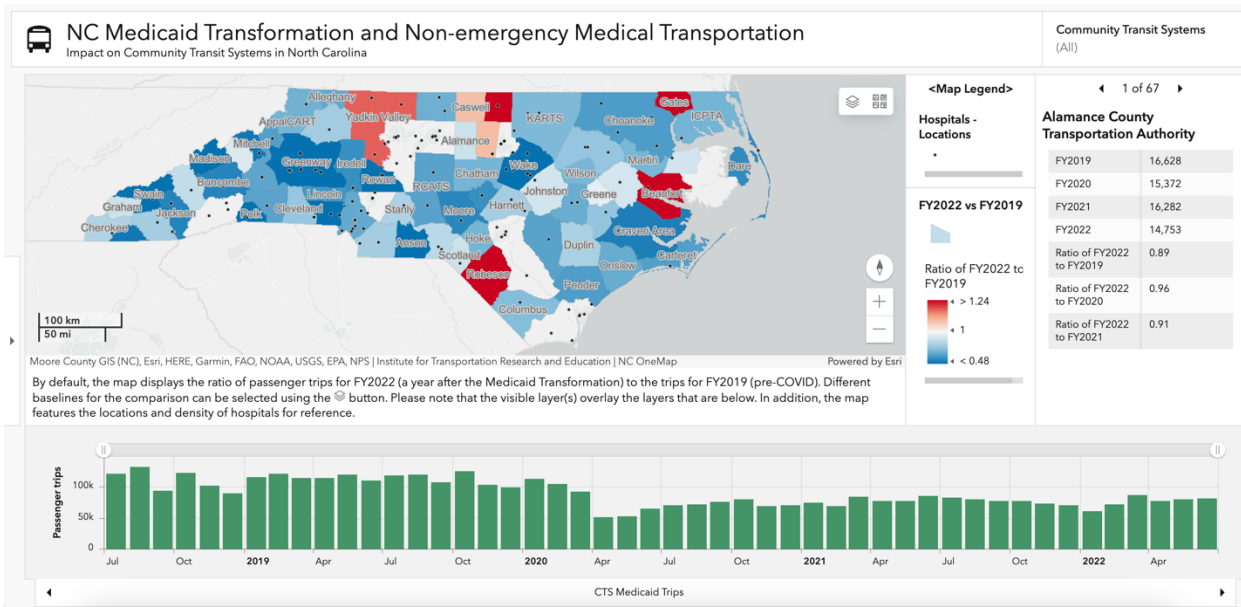 NC Medicaid Transformation and Non-emergency Medical Transportation
Impact on Community Transit Systems in North Carolina
Community Transit Systems
(All)
Alleghany
Yadkin Valley
Caswell
Gates
AppalCART
KARTS
Choanoke
ICPTA
Mitchell
Alamance
Madison
Greenway
Iredell
Wake
Martin
Dare
Buncombe
Rowan
RCATS
Chatham
Wilson
Swain
Lincoln
Johnston
Greene
Beaufort
Graham
Jackson
Polk
Cleveland
Stanly
Moore
Harnett
Cherokee
Anson
Hoke
Duplin
Craven Area
Scotland
Carteret
Robeson
Onslow
Pender
Columbus
100 km
50 mi
Moore County GIS (NC), Esri, HERE, Garmin, FAO, NOAA, USGS, EPA, NPS | Institute for Transportation Research and Education | NC OneMap
Powered by Esri
By default, the map displays the ratio of passenger trips for FY2022 (a year after the Medicaid Transformation) to the trips for FY2019 (pre-COVID). Different
baselines for the comparison can be selected using the button. Please note that the visible layer(s) overlay the layers that are below. In addition, the map
features the locations and density of hospitals for reference.
<Map Legend>
Hospitals -
Locations
FY2022 vs FY2019
Ratio of FY2022 to
FY2019
> 1.24
1
< 0.48
1 of 67
Alamance County
Transportation Authority
FY2019 16,628
FY2020 15,372
FY2021 16,282
FY2022 14,753
Ratio of FY2022 0.89
to FY2019
Ratio of FY2022 0.96
to FY2020
Ratio of FY2022 0.91
to FY2021
Passenger trips
100k
50k
0
Jul Oct 2019 Apr Jul Oct 2020 Apr Jul Oct 2021 Apr Jul Oct 2022 Apr
CTS Medicaid Trips